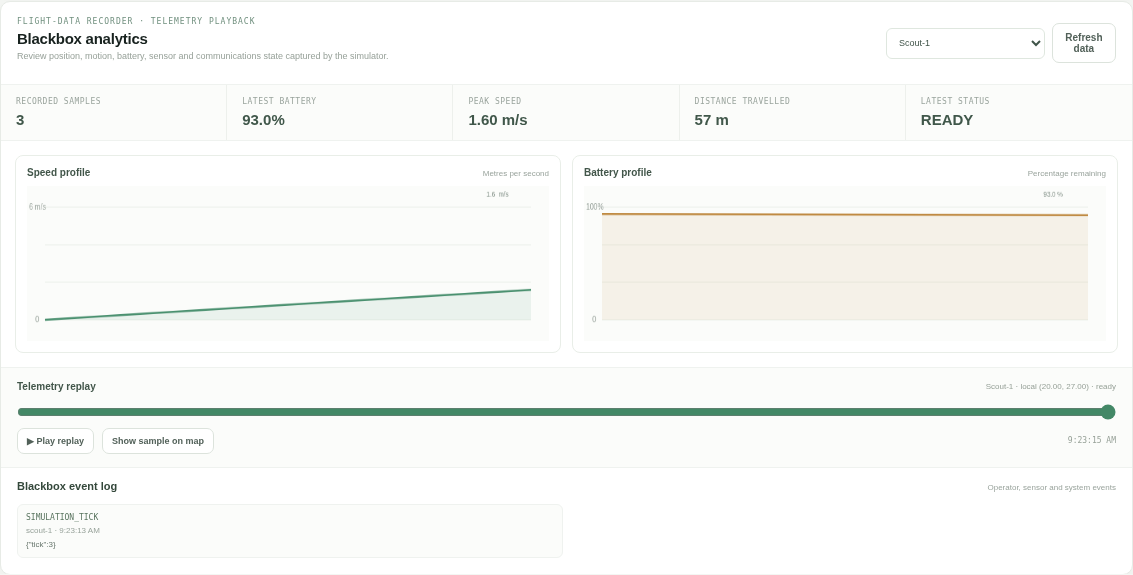 FLIGHT-DATA RECORDER · TELEMETRY PLAYBACK
Blackbox analytics
Review position, motion, battery, sensor and communications state captured by the simulator.
Scout-1
Refresh
data
RECORDED SAMPLES
3
LATEST BATTERY
93.0%
PEAK SPEED
1.60 m/s
DISTANCE TRAVELLED
57 m
LATEST STATUS
READY
Speed profile
Metres per second
1.6 m/s
6 m/s
0
Battery profile
Percentage remaining
93.0 %
100%
0
Telemetry replay
Scout-1 · local (20.00, 27.00) · ready
▶ Play replay
Show sample on map
9:23:15 AM
Blackbox event log
Operator, sensor and system events
SIMULATION_TICK
scout-1 · 9:23:13 AM
{"tick":3}